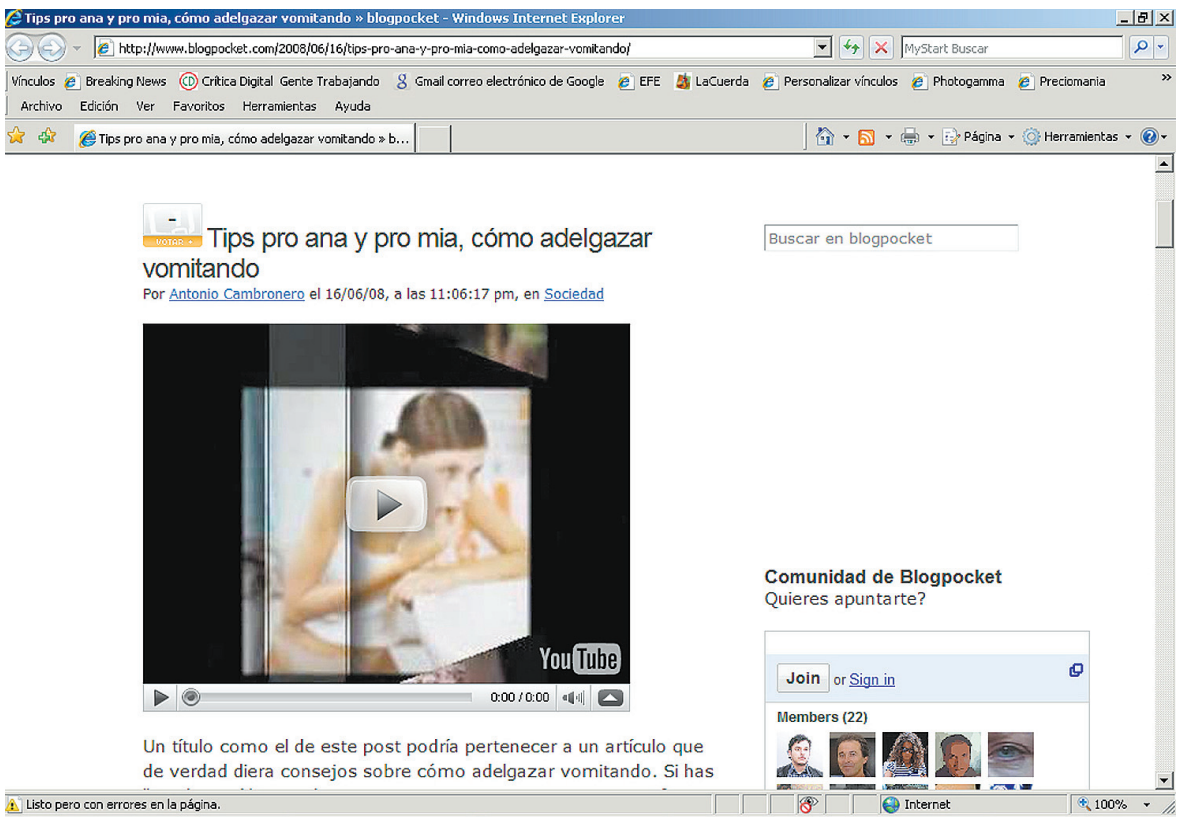 Tips pro ana y pro mia, cómo adelgazar vomitando » blogpocket - Windows Internet Explorer
http://www.blogpocket.com/2008/06/16/tips-pro-ana-y-pro-mia-como-adelgazar-vomitando/
MyStart Buscar
Vínculos Breaking News Crítica Digital Gente Trabajando Gmail correo electrónico de Google EFE LaCuerda Personalizar vínculos Photogamma Preciomania »
Archivo Edición Ver Favoritos Herramientas Ayuda
Tips pro ana y pro mia, cómo adelgazar vomitando » b...
Página Herramientas
VOTAR +
Tips pro ana y pro mia, cómo adelgazar
vomitando
Por Antonio Cambronero el 16/06/08, a las 11:06:17 pm, en Sociedad
Buscar en blogpocket
YouTube
0:00 / 0:00
Un título como el de este post podría pertenecer a un artículo que
de verdad diera consejos sobre cómo adelgazar vomitando. Si has
Comunidad de Blogpocket
Quieres apuntarte?
Join or Sign in
Members (22)
Listo pero con errores en la página.
Internet
100%